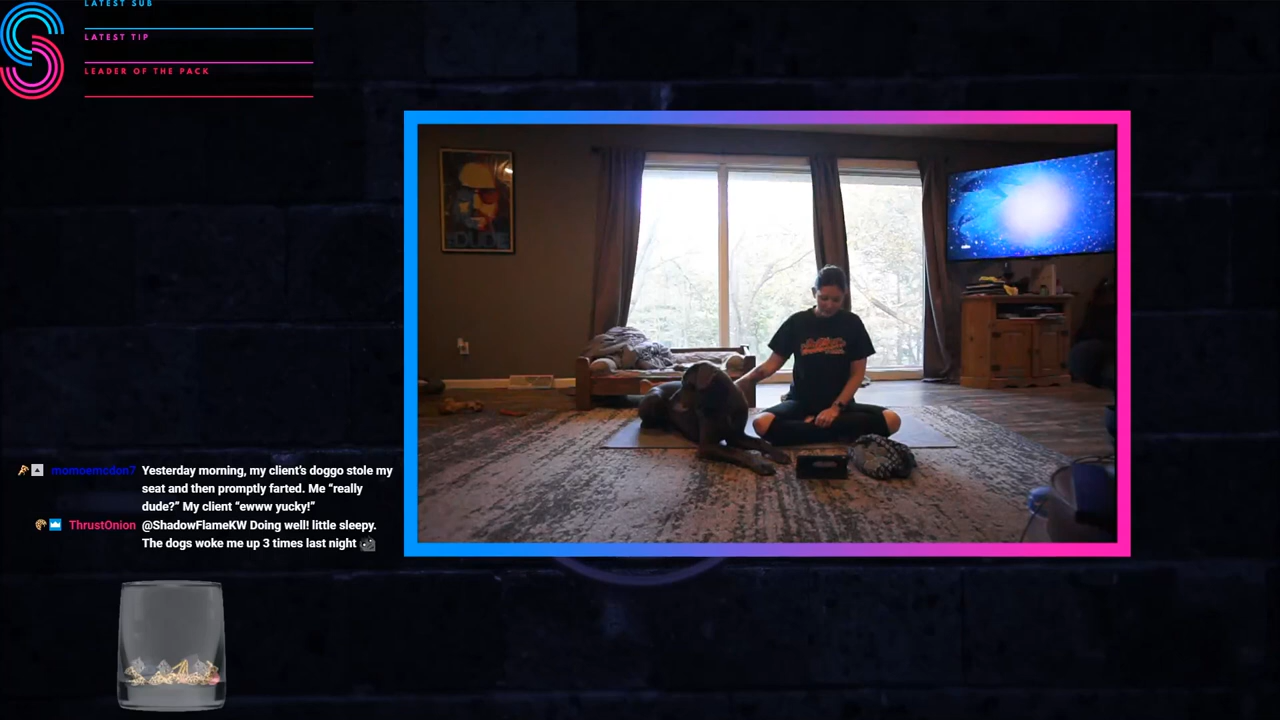 LATEST SUB
LATEST TIP
LEADER OF THE PACK
DUDE
momoemcdon7 Yesterday morning, my client's doggo stole my
seat and then promptly farted. Me “really
dude?” My client “ewww yucky!”
ThrustOnion @ShadowFlameKW Doing well! little sleepy.
The dogs woke me up 3 times last night